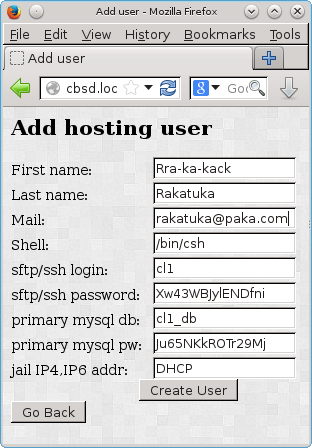 Add user - Mozilla Firefox
File Edit View History Bookmarks Tools
Add user
cbsd.loc
Add hosting user
First name: Rra-ka-kack
Last name: Rakatuka
Mail: rakatuka@paka.com
Shell: /bin/csh
sftp/ssh login: cl1
sftp/ssh password: Xw43WBJylENDfni
primary mysql db: cl1_db
primary mysql pw: Ju65NKkROTr29Mj
jail IP4,IP6 addr: DHCP
Create User
Go Back